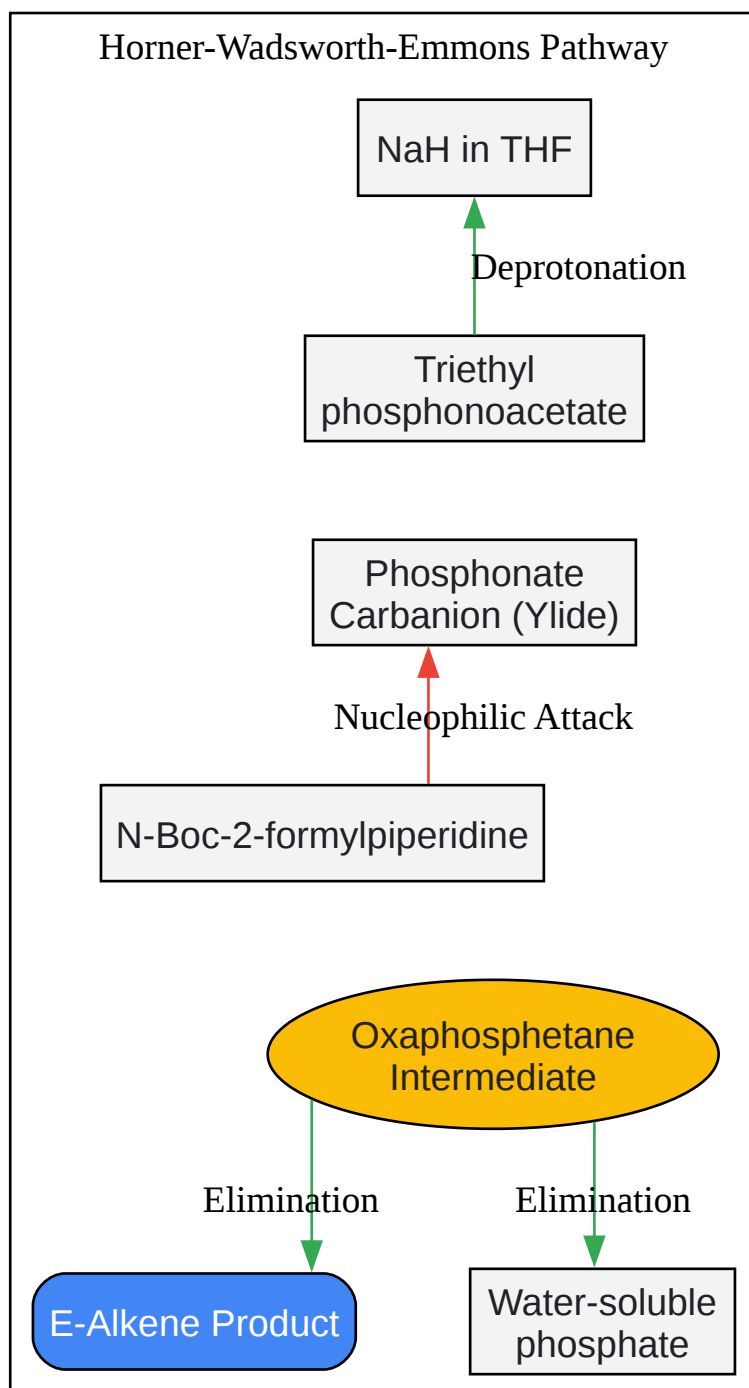 Horner-Wadsworth-Emmons Pathway
NaH in THF
Deprotonation
Triethyl
phosphonoacetate
Phosphonate
Carbanion (Ylide)
Nucleophilic Attack
N-Boc-2-formylpiperidine
Oxaphosphetane
Intermediate
Elimination
Elimination
E-Alkene Product
Water-soluble
phosphate